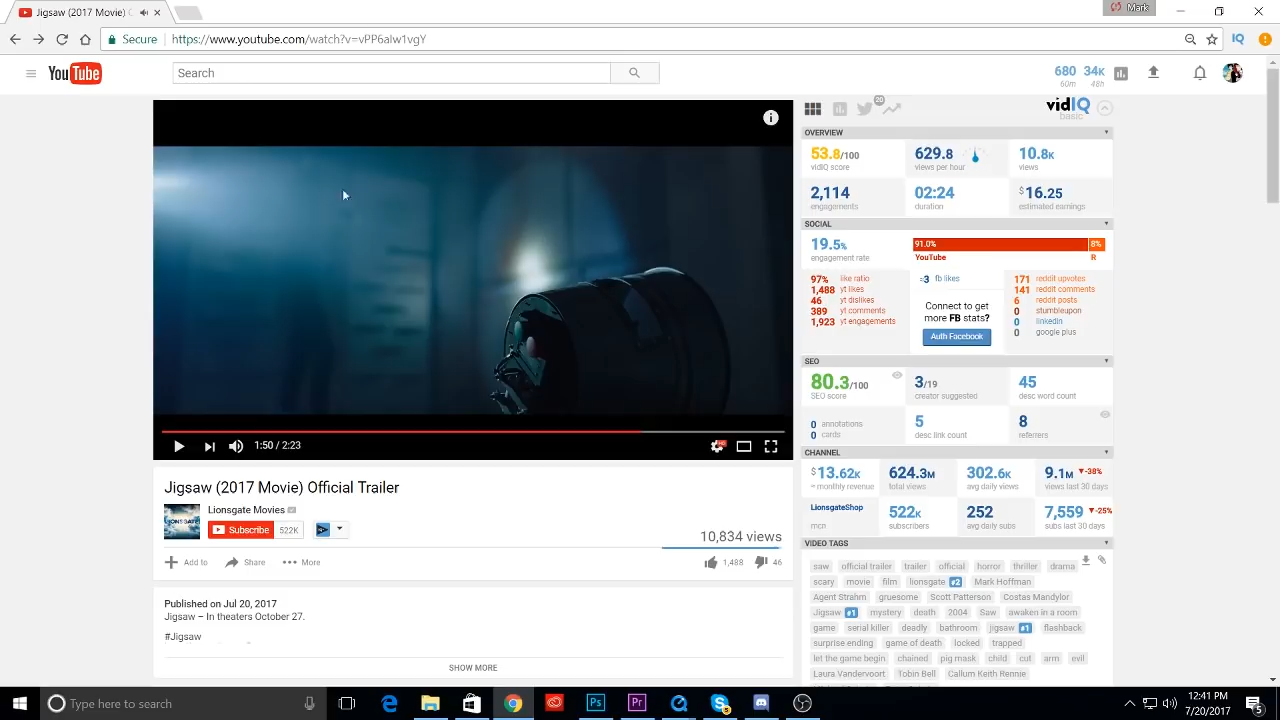 Jigsaw (2017 Movie) O
Mark
Secure
https://www.youtube.com/watch?v=vPP6aIw1vgY
IQ
YouTube
Search
680 34K
60m 48h
i
20
vidIQ
basic
OVERVIEW
53.8/100 629.8 10.8K
vidIQ score views per hour views
2,114 02:24 $16.25
engagements duration estimated earnings
SOCIAL
19.5% 91.0% 8%
engagement rate YouTube R
97% like ratio
1,488 yt likes
46 yt dislikes
389 yt comments
1,923 yt engagements
3 fb likes
Connect to get
more FB stats?
Auth Facebook
171 reddit upvotes
141 reddit comments
6 reddit posts
0 stumbleupon
0 linkedin
0 google plus
SEO
80.3/100 3/19 45
SEO score creator suggested desc word count
0 annotations
0 cards
5 8
desc link count referrers
CHANNEL
$13.62K 624.3M 302.6K 9.1M ▼-38%
≈ monthly revenue total views avg daily views views last 30 days
LionsgateShop 522K 252 7,559 ▼-25%
mcn subscribers avg daily subs subs last 30 days
VIDEO TAGS
saw official trailer trailer official horror thriller drama
scary movie film lionsgate #2 Mark Hoffman
Agent Strahm gruesome Scott Patterson Costas Mandylor
Jigsaw #1 mystery death 2004 Saw awaken in a room
game serial killer deadly bathroom jigsaw #1 flashback
surprise ending game of death locked trapped
let the game begin chained pig mask child cut arm evil
Laura Vandervoort Tobin Bell Callum Keith Rennie
1:50 / 2:23
HD
Jigsaw (2017 Movie) Official Trailer
LIONSGATE
Lionsgate Movies
Subscribe 522K
10,834 views
Add to Share More 1,488 46
Published on Jul 20, 2017
Jigsaw – In theaters October 27.
#Jigsaw
SHOW MORE
Type here to search
Ps
Pr
12:41 PM
7/20/2017
5